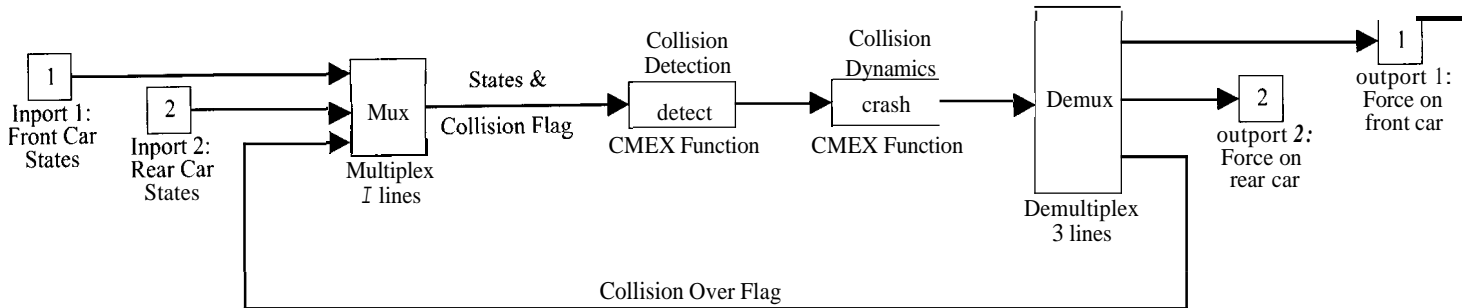 1
Inport 1:
Front Car
States
2
Inport 2:
Rear Car
States
Mux
Multiplex
I lines
States &
Collision Flag
Collision
Detection
detect
CMEX Function
Collision
Dynamics
crash
CMEX Function
Demux
Demultiplex
3 lines
1
outport 1:
Force on
front car
2
outport 2:
Force on
rear car
Collision Over Flag